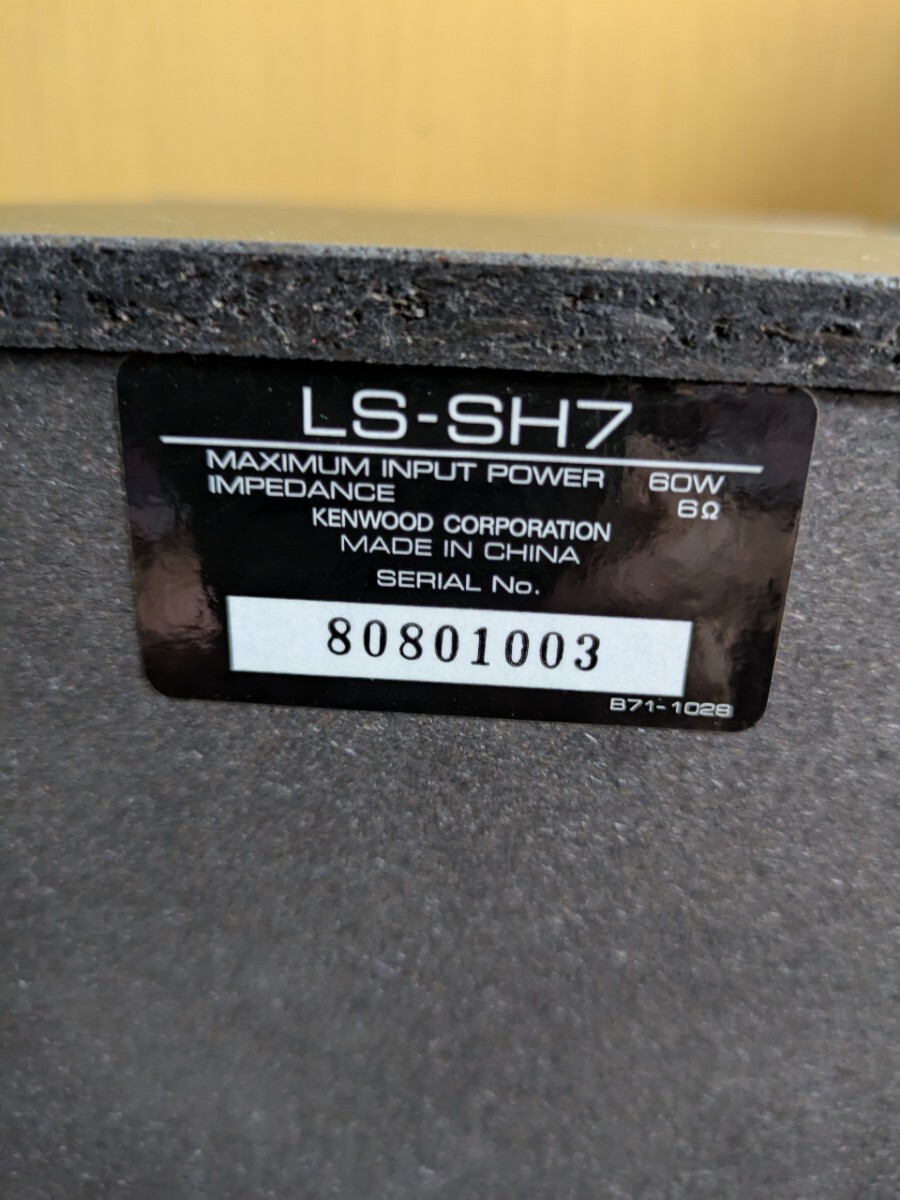 LS-SH7
MAXIMUM INPUT POWER 60W
IMPEDANCE 6Ω
KENWOOD CORPORATION
MADE IN CHINA
SERIAL No.
80801003
B71-1028